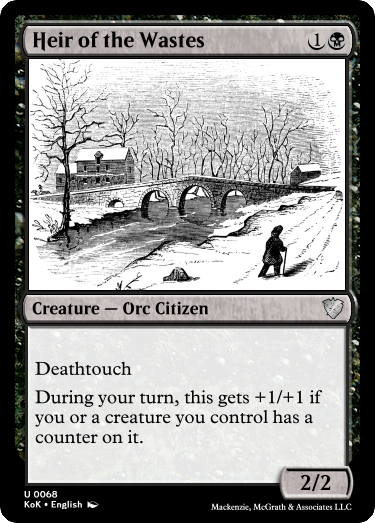 Heir of the Wastes 1
Creature — Orc Citizen
Deathtouch
During your turn, this gets +1/+1 if
you or a creature you control has a
counter on it.
2/2
U 0068
KoK • English
Mackenzie, McGrath & Associates LLC